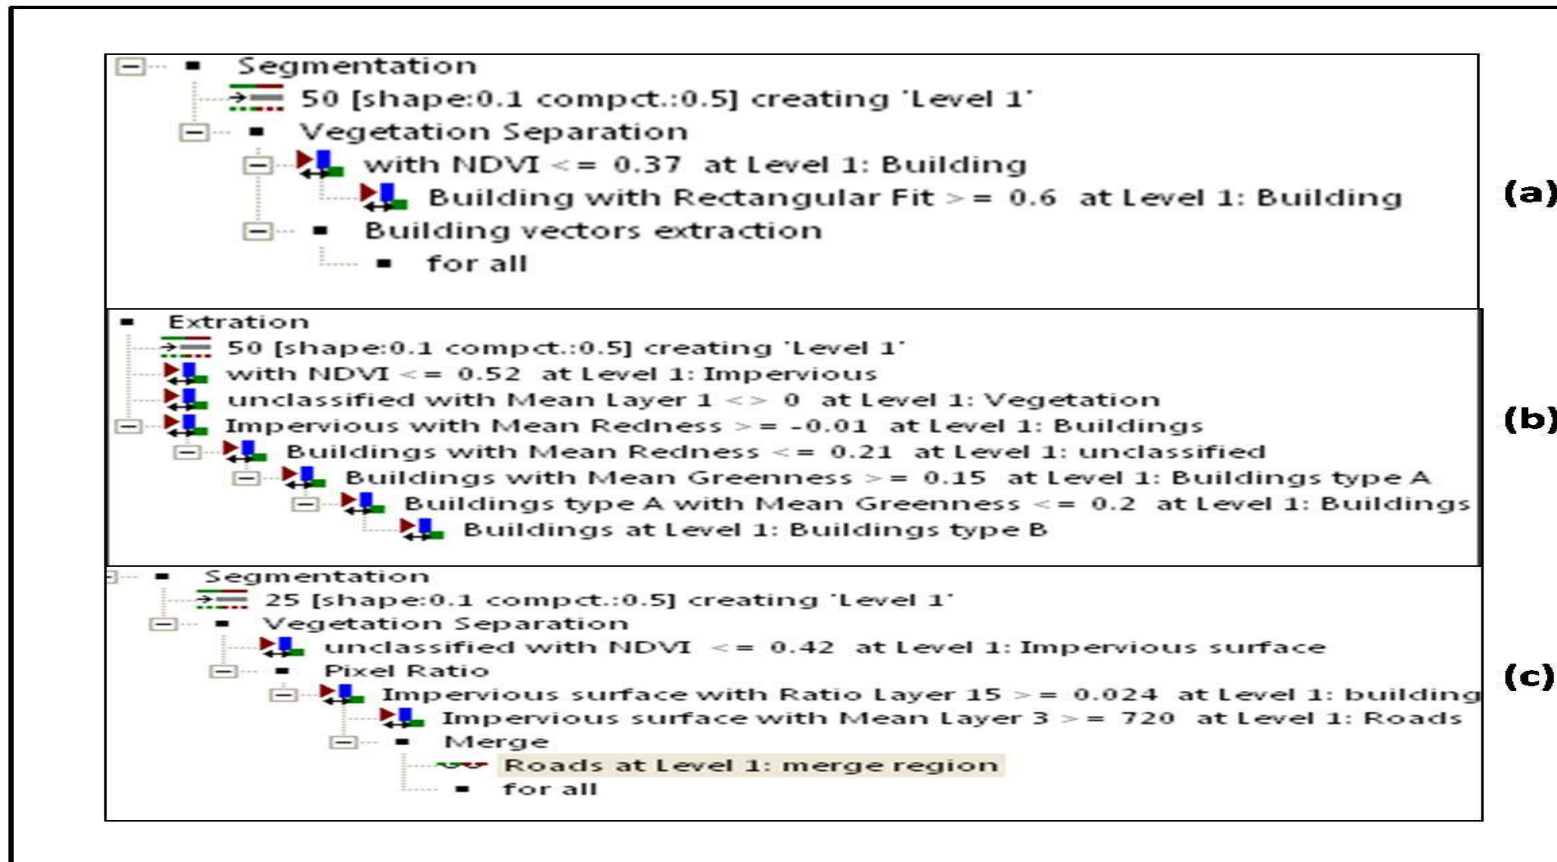 Segmentation
50 [shape:0.1 compct.:0.5] creating 'Level 1'
Vegetation Separation
with NDVI <= 0.37 at Level 1: Building
Building with Rectangular Fit >= 0.6 at Level 1: Building
Building vectors extraction
for all
(a)
Extration
50 [shape:0.1 compct.:0.5] creating 'Level 1'
with NDVI <= 0.52 at Level 1: Impervious
unclassified with Mean Layer 1 <> 0 at Level 1: Vegetation
Impervious with Mean Redness >= -0.01 at Level 1: Buildings
Buildings with Mean Redness <= 0.21 at Level 1: unclassified
Buildings with Mean Greenness >= 0.15 at Level 1: Buildings type A
Buildings type A with Mean Greenness <= 0.2 at Level 1: Buildings
Buildings at Level 1: Buildings type B
(b)
Segmentation
25 [shape:0.1 compct.:0.5] creating 'Level 1'
Vegetation Separation
unclassified with NDVI <= 0.42 at Level 1: Impervious surface
Pixel Ratio
Impervious surface with Ratio Layer 15 >= 0.024 at Level 1: building
Impervious surface with Mean Layer 3 >= 720 at Level 1: Roads
Merge
Roads at Level 1: merge region
for all
(c)